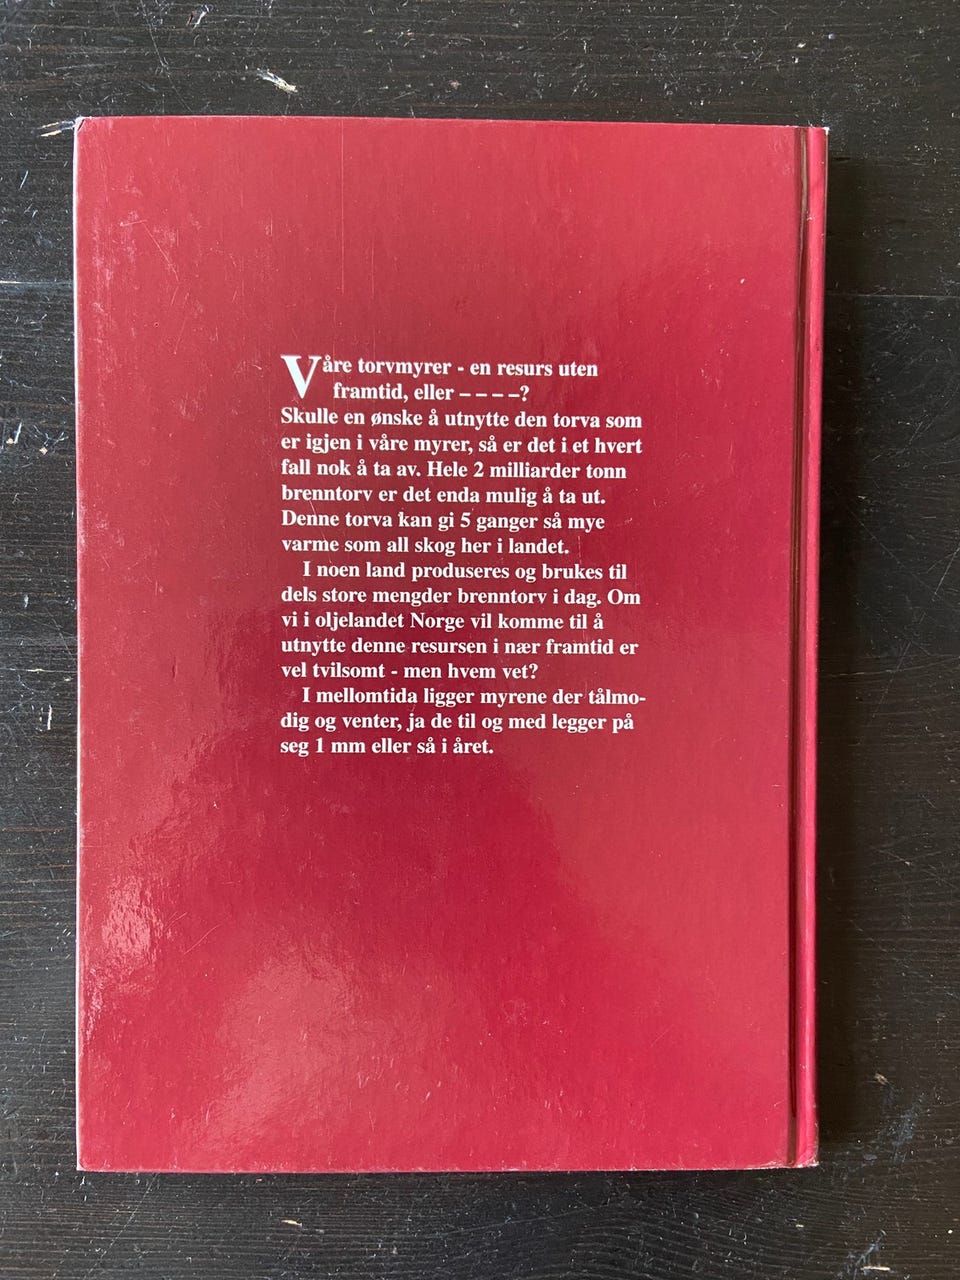 Våre torvmyrer - en resurs uten
framtid, eller – – – –?
Skulle en ønske å utnytte den torva som
er igjen i våre myrer, så er det i et hvert
fall nok å ta av. Hele 2 milliarder tonn
brenntorv er det enda mulig å ta ut.
Denne torva kan gi 5 ganger så mye
varme som all skog her i landet.
I noen land produseres og brukes til
dels store mengder brenntorv i dag. Om
vi i oljelandet Norge vil komme til å
utnytte denne resursen i nær framtid er
vel tvilsomt - men hvem vet?
I mellomtida ligger myrene der tålmo-
dig og venter, ja de til og med legger på
seg 1 mm eller så i året.